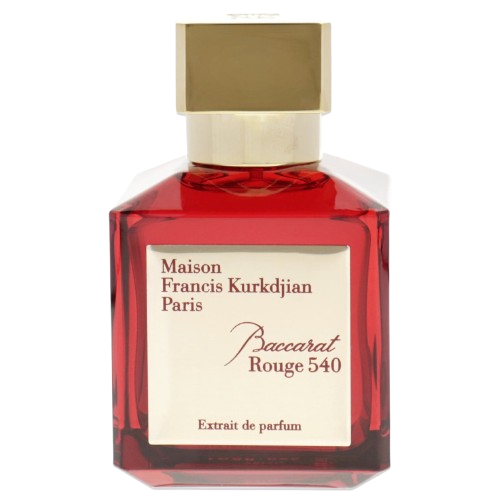 Maison
Francis Kurkdjian
Paris
Baccarat
Rouge 540
Extrait de parfum